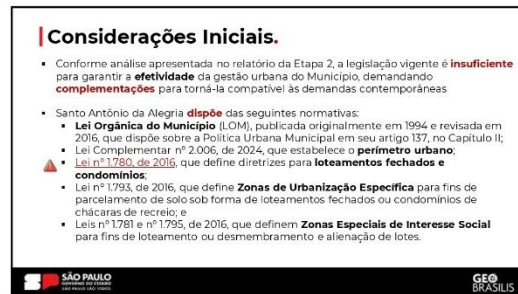 Considerações Iniciais.
▪ Conforme análise apresentada no relatório da Etapa 2, a legislação vigente é insuficiente
para garantir a efetividade da gestão urbana do Município, demandando
complementações para torná-la compatível às demandas contemporâneas
▪ Santo Antônio da Alegria dispõe das seguintes normativas:
▪ Lei Orgânica do Município (LOM), publicada originalmente em 1994 e revisada em
2016, que dispõe sobre a Política Urbana Municipal em seu artigo 137, no Capítulo II;
▪ Lei Complementar nº 2.006, de 2024, que estabelece o perímetro urbano;
▪ Lei nº 1.780, de 2016, que define diretrizes para loteamentos fechados e
condomínios;
▪ Lei nº 1.793, de 2016, que define Zonas de Urbanização Específica para fins de
parcelamento de solo sob forma de loteamentos fechados ou condomínios de
chácaras de recreio; e
▪ Leis nº 1.781 e nº 1.795, de 2016, que definem Zonas Especiais de Interesse Social
para fins de loteamento ou desmembramento e alienação de lotes.
SÃO PAULO
GOVERNO DO ESTADO
SÃO PAULO SÃO TODOS
GEO
BRASILIS